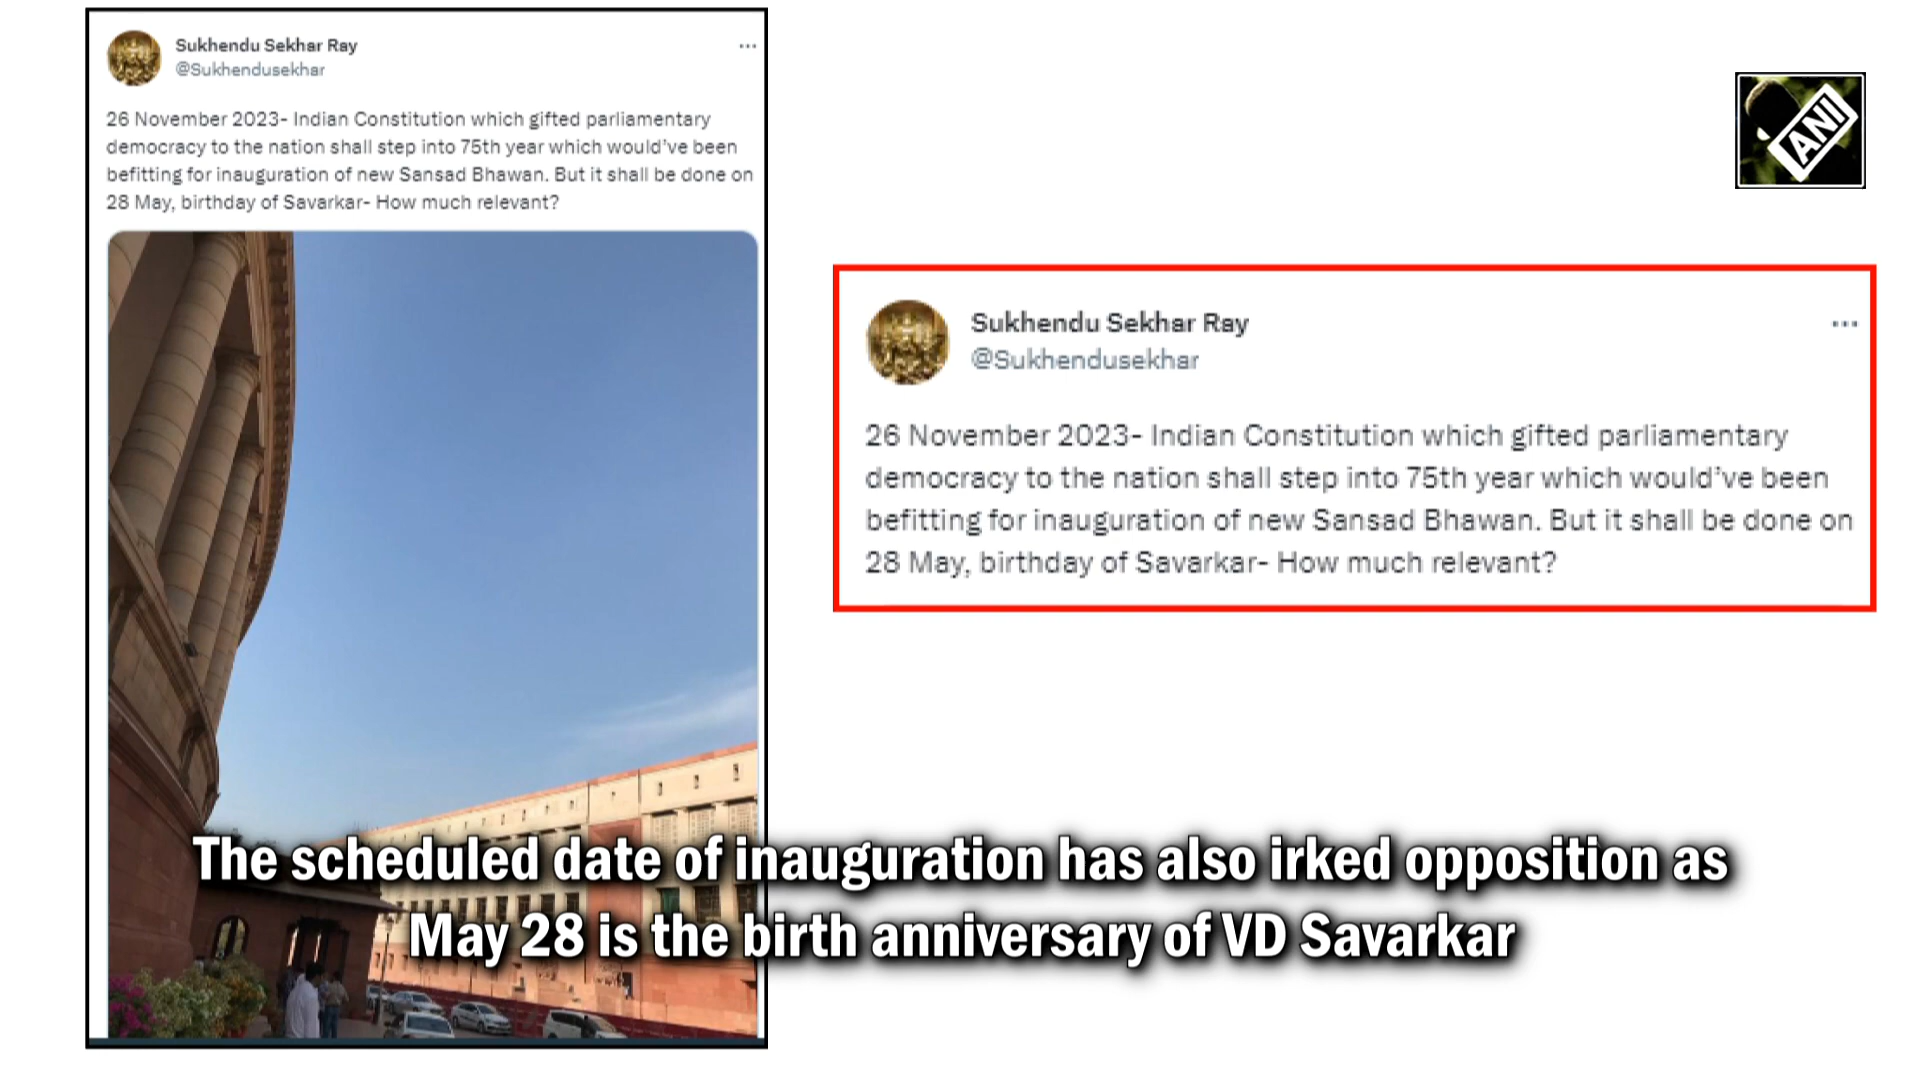 Sukhendu Sekhar Ray
@Sukhendusekhar
26 November 2023- Indian Constitution which gifted parliamentary
democracy to the nation shall step into 75th year which would've been
befitting for inauguration of new Sansad Bhawan. But it shall be done on
28 May, birthday of Savarkar- How much relevant?
ANI
Sukhendu Sekhar Ray
@Sukhendusekhar
26 November 2023- Indian Constitution which gifted parliamentary
democracy to the nation shall step into 75th year which would've been
befitting for inauguration of new Sansad Bhawan. But it shall be done on
28 May, birthday of Savarkar- How much relevant?
The scheduled date of inauguration has also irked opposition as
May 28 is the birth anniversary of VD Savarkar